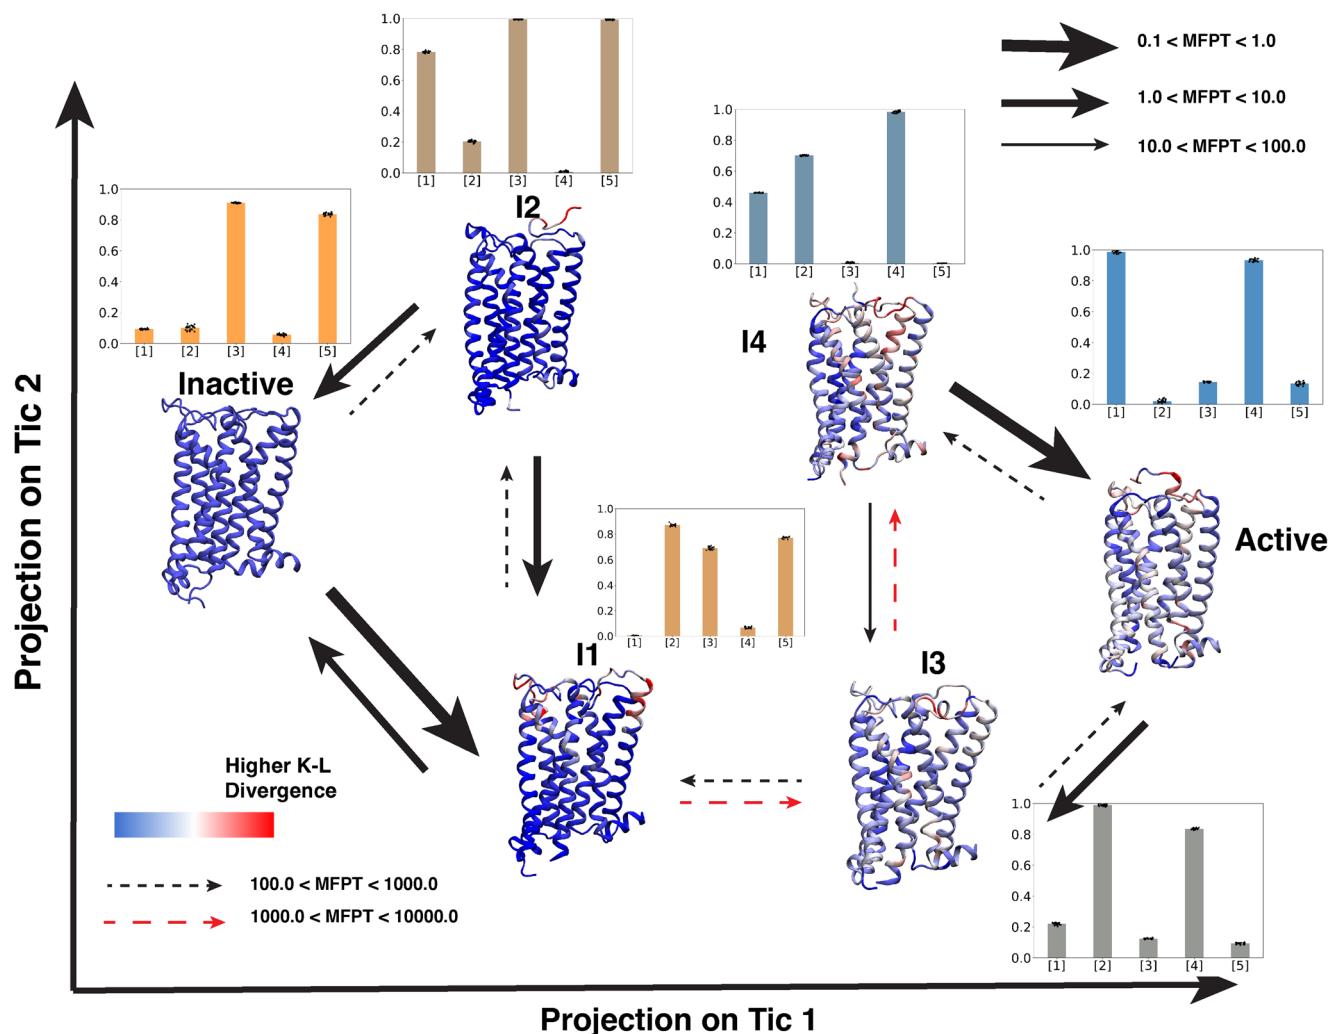 1.0
0.8
0.6
0.4
0.2
0.0
[1] [2] [3] [4] [5]
I2
0.1 < MFPT < 1.0
1.0 < MFPT < 10.0
10.0 < MFPT < 100.0
1.0
0.8
0.6
0.4
0.2
0.0
[1] [2] [3] [4] [5]
I4
1.0
0.8
0.6
0.4
0.2
0.0
[1] [2] [3] [4] [5]
Inactive
1.0
0.8
0.6
0.4
0.2
0.0
[1] [2] [3] [4] [5]
Active
1.0
0.8
0.6
0.4
0.2
0.0
[1] [2] [3] [4] [5]
I1
I3
1.0
0.8
0.6
0.4
0.2
0.0
[1] [2] [3] [4] [5]
Higher K-L
Divergence
100.0 < MFPT < 1000.0
1000.0 < MFPT < 10000.0
Projection on Tic 2
Projection on Tic 1